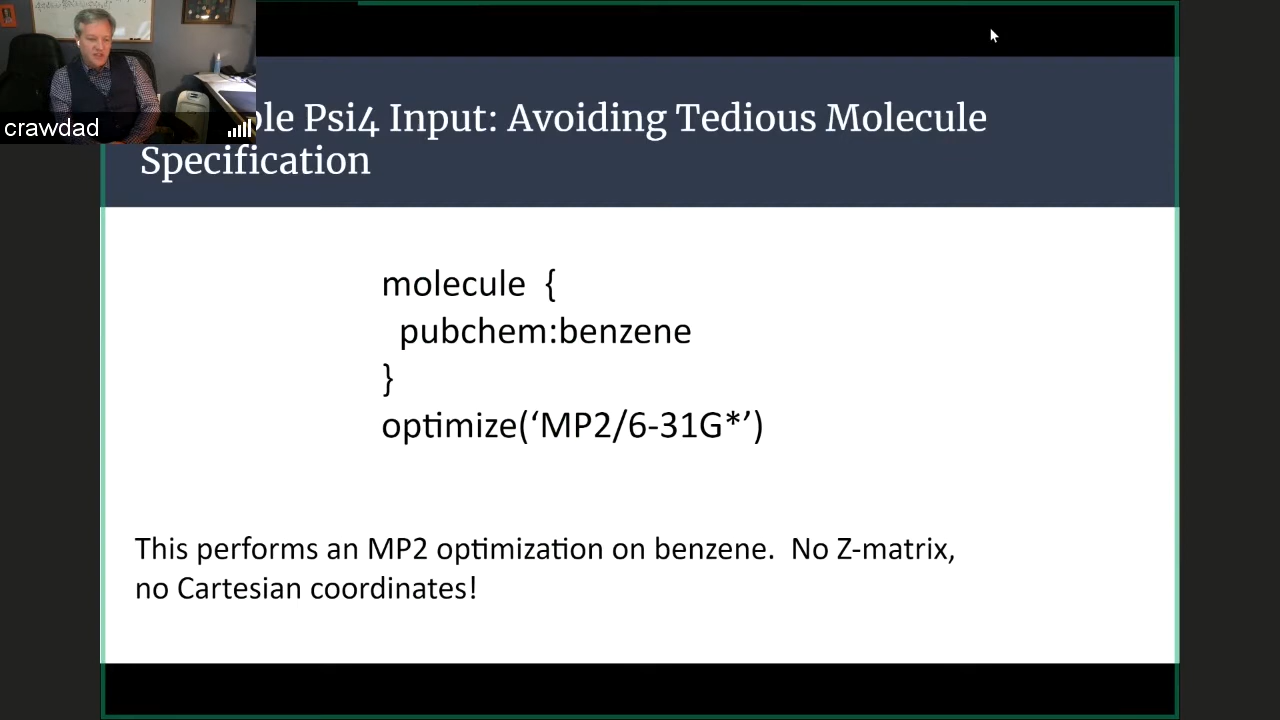 crawdad
ple Psi4 Input: Avoiding Tedious Molecule
Specification
molecule {
pubchem:benzene
}
optimize(‘MP2/6-31G*’)
This performs an MP2 optimization on benzene. No Z-matrix,
no Cartesian coordinates!